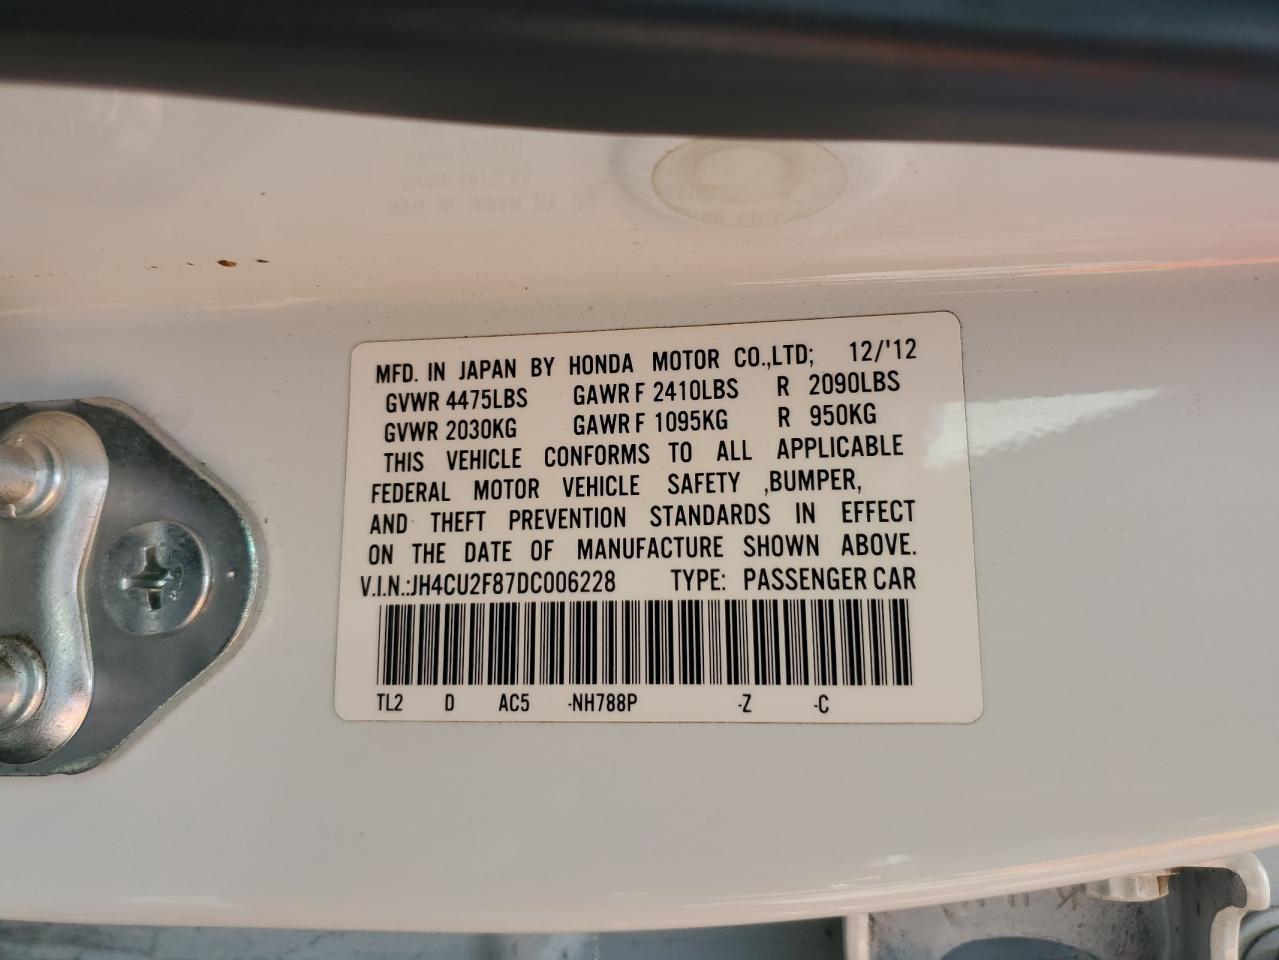 MFD. IN JAPAN BY HONDA MOTOR CO.,LTD; 12/'12
GVWR 4475LBS GAWR F 2410LBS R 2090LBS
GVWR 2030KG GAWR F 1095KG R 950KG
THIS VEHICLE CONFORMS TO ALL APPLICABLE
FEDERAL MOTOR VEHICLE SAFETY ,BUMPER,
AND THEFT PREVENTION STANDARDS IN EFFECT
ON THE DATE OF MANUFACTURE SHOWN ABOVE.
V.I.N.:JH4CU2F87DC006228 TYPE: PASSENGER CAR
TL2 D AC5 -NH788P -Z -C